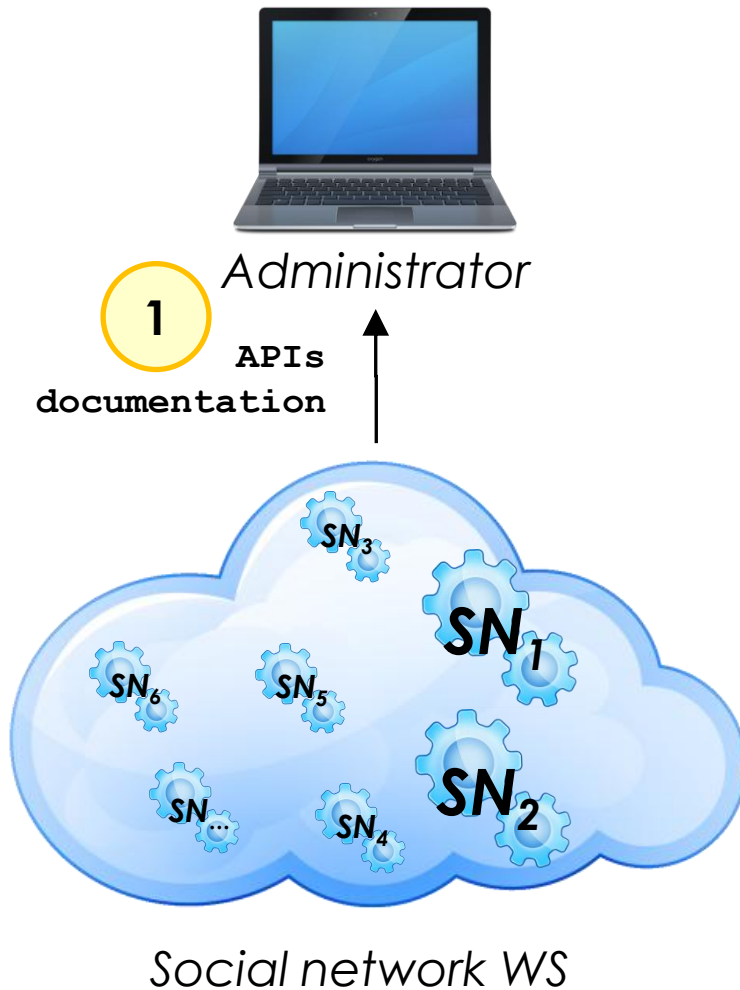 Administrator
1
APIs
documentation
SN3
SN1
SN6
SN5
SN2
SN...
SN4
Social network WS